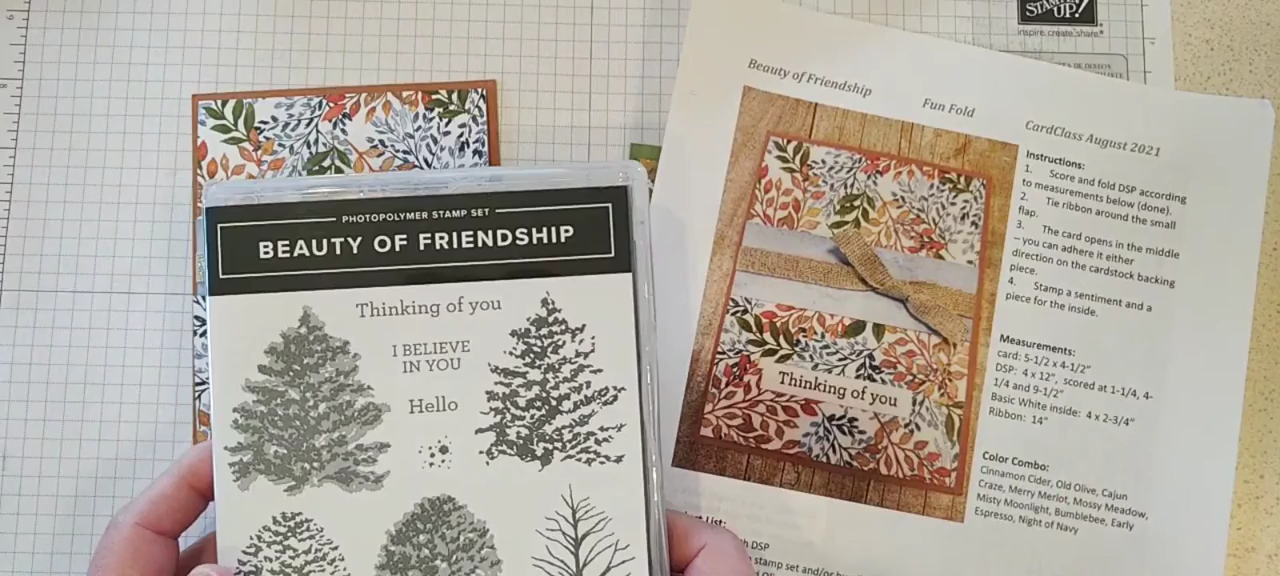 STAMPIN'
UP!
inspire. create. share.
PHOTOPOLYMER STAMP SET
BEAUTY OF FRIENDSHIP
Thinking of you
I BELIEVE
IN YOU
Hello
Beauty of Friendship
Fun Fold
CardClass August 2021
Thinking of you
Instructions:
1. Score and fold DSP according
to measurements below (done).
2. Tie ribbon around the small
flap.
3. The card opens in the middle
– you can adhere it either
direction on the cardstock backing
piece.
4. Stamp a sentiment and a
piece for the inside.
Measurements:
card: 5-1/2 x 4-1/2"
DSP: 4 x 12", scored at 1-1/4, 4-
1/4 and 9-1/2"
Basic White inside: 4 x 2-3/4"
Ribbon: 14"
Color Combo:
Cinnamon Cider, Old Olive, Cajun
Craze, Merry Merlot, Mossy Meadow,
Misty Moonlight, Bumblebee, Early
Espresso, Night of Navy
List:
DSP
stamp set and/or